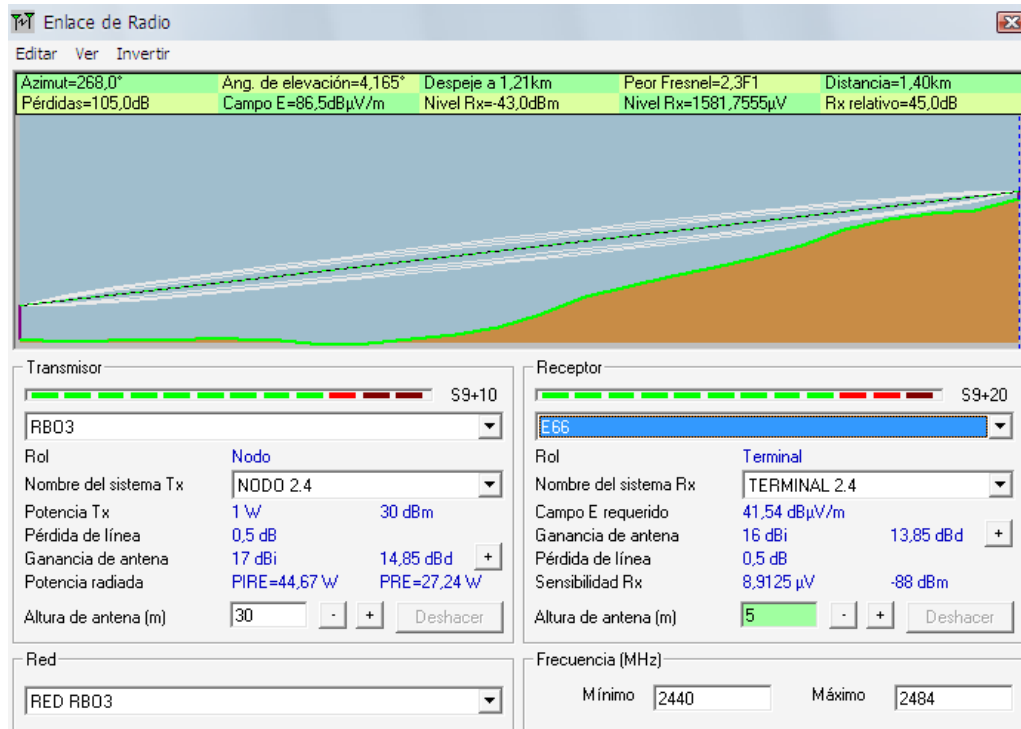 Enlace de Radio
Editar Ver Invertir
Azimut=268,0° Ang. de elevación=4,165° Despeje a 1,21km Peor Fresnel=2,3F1 Distancia=1,40km
Pérdidas=105,0dB Campo E=86,5dBµV/m Nivel Rx=-43,0dBm Nivel Rx=1581,7555µV Rx relativo=45,0dB
Transmisor Receptor
S9+10 S9+20
RB03 E66
Rol Nodo Rol Terminal
Nombre del sistema Tx NODO 2.4 Nombre del sistema Rx TERMINAL 2.4
Potencia Tx 1 W 30 dBm Campo E requerido 41,54 dBµV/m
Pérdida de línea 0,5 dB Ganancia de antena 16 dBi 13,85 dBd +
Ganancia de antena 17 dBi 14,85 dBd + Pérdida de línea 0,5 dB
Potencia radiada PIRE=44,67 W PRE=27,24 W Sensibilidad Rx 8,9125 µV -88 dBm
Altura de antena (m) 30 - + Deshacer Altura de antena (m) 5 - + Deshacer
Red Frecuencia (MHz)
RED RB03 Mínimo 2440 Máximo 2484